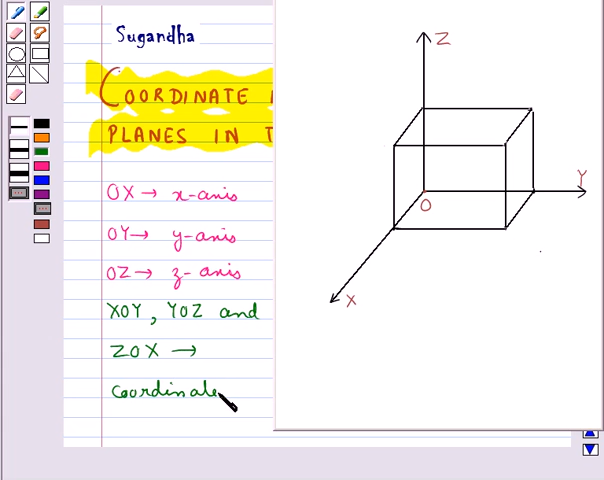 Sugandha
COORDINATE
PLANES IN T
OX → x-axis
OY → y-axis
OZ → z-axis
XOY, YOZ and
ZOX →
Coordinate
Z
Y
O
X